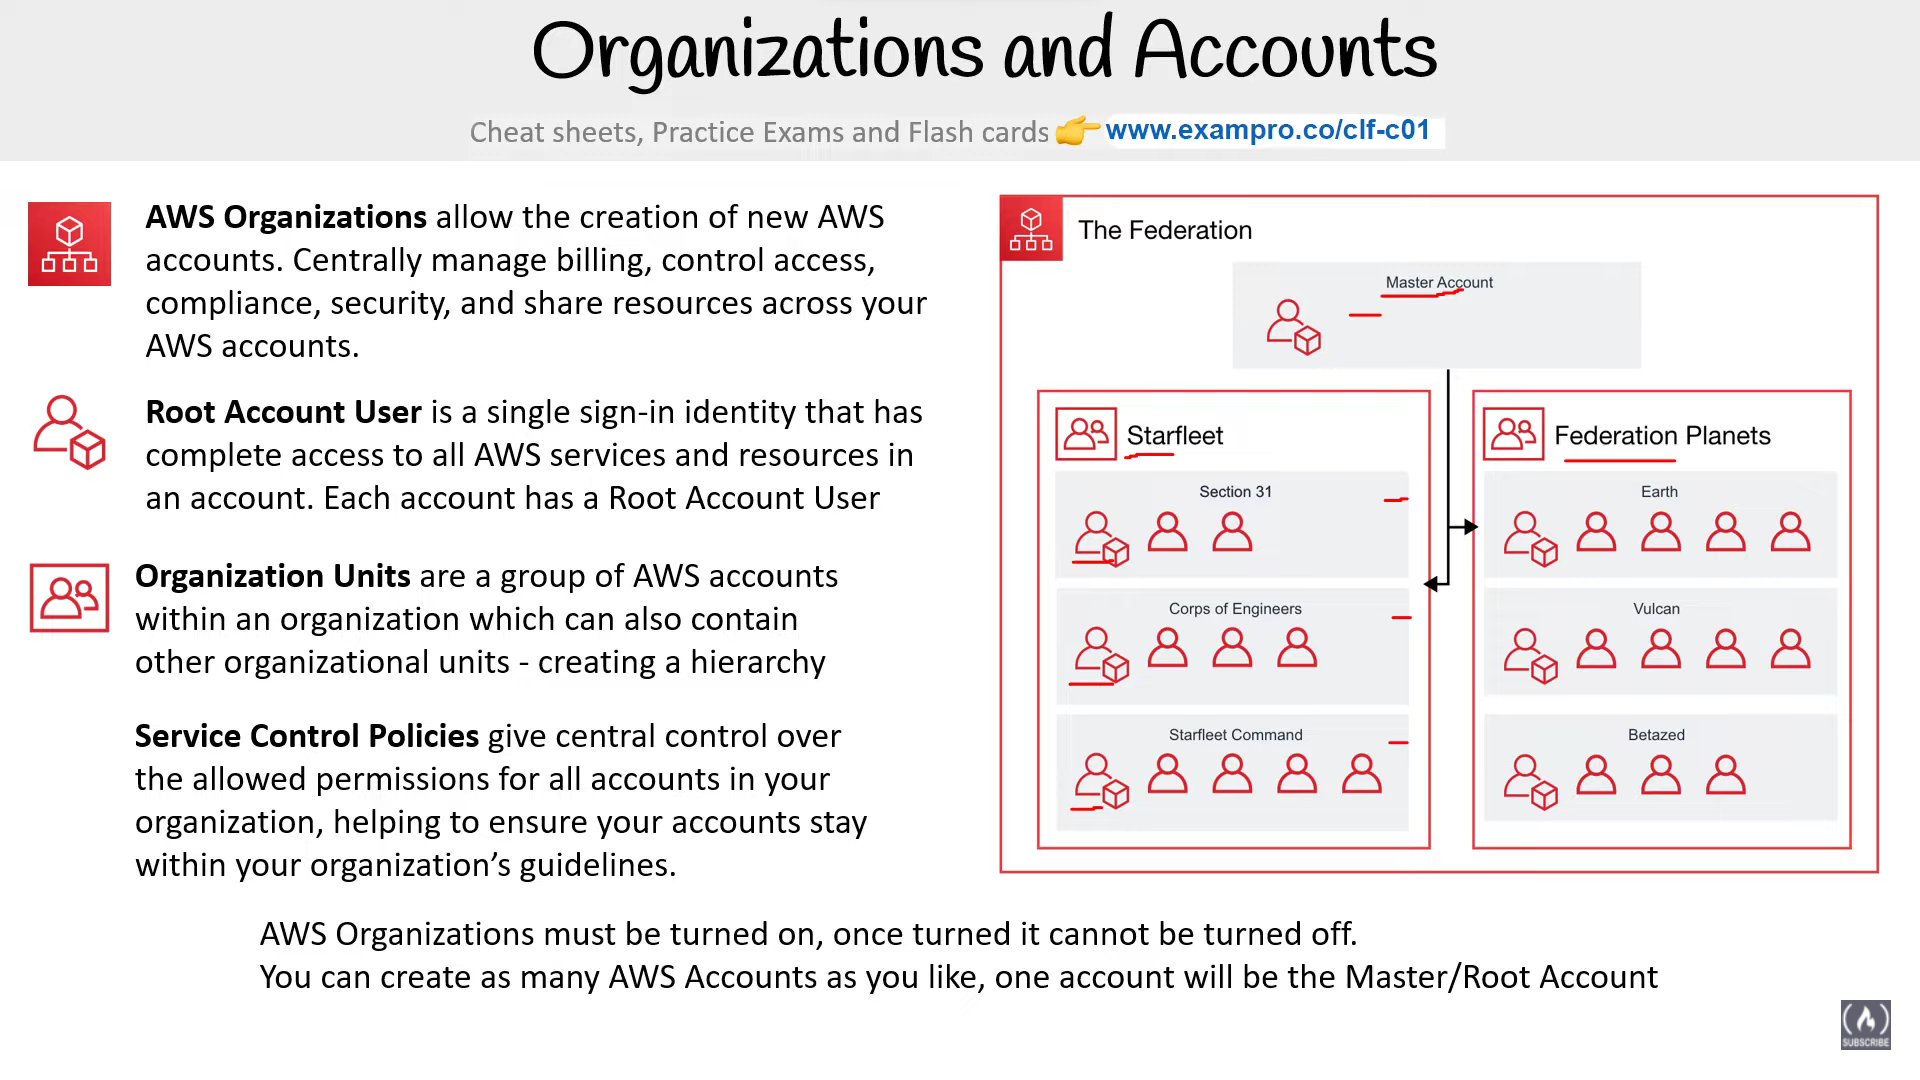 Organizations and Accounts
Cheat sheets, Practice Exams and Flash cards 👉 www.exampro.co/clf-c01
AWS Organizations allow the creation of new AWS
accounts. Centrally manage billing, control access,
compliance, security, and share resources across your
AWS accounts.
Root Account User is a single sign-in identity that has
complete access to all AWS services and resources in
an account. Each account has a Root Account User
Organization Units are a group of AWS accounts
within an organization which can also contain
other organizational units - creating a hierarchy
Service Control Policies give central control over
the allowed permissions for all accounts in your
organization, helping to ensure your accounts stay
within your organization’s guidelines.
The Federation
Master Account
Starfleet
Section 31
Corps of Engineers
Starfleet Command
Federation Planets
Earth
Vulcan
Betazed
AWS Organizations must be turned on, once turned it cannot be turned off.
You can create as many AWS Accounts as you like, one account will be the Master/Root Account
SUBSCRIBE